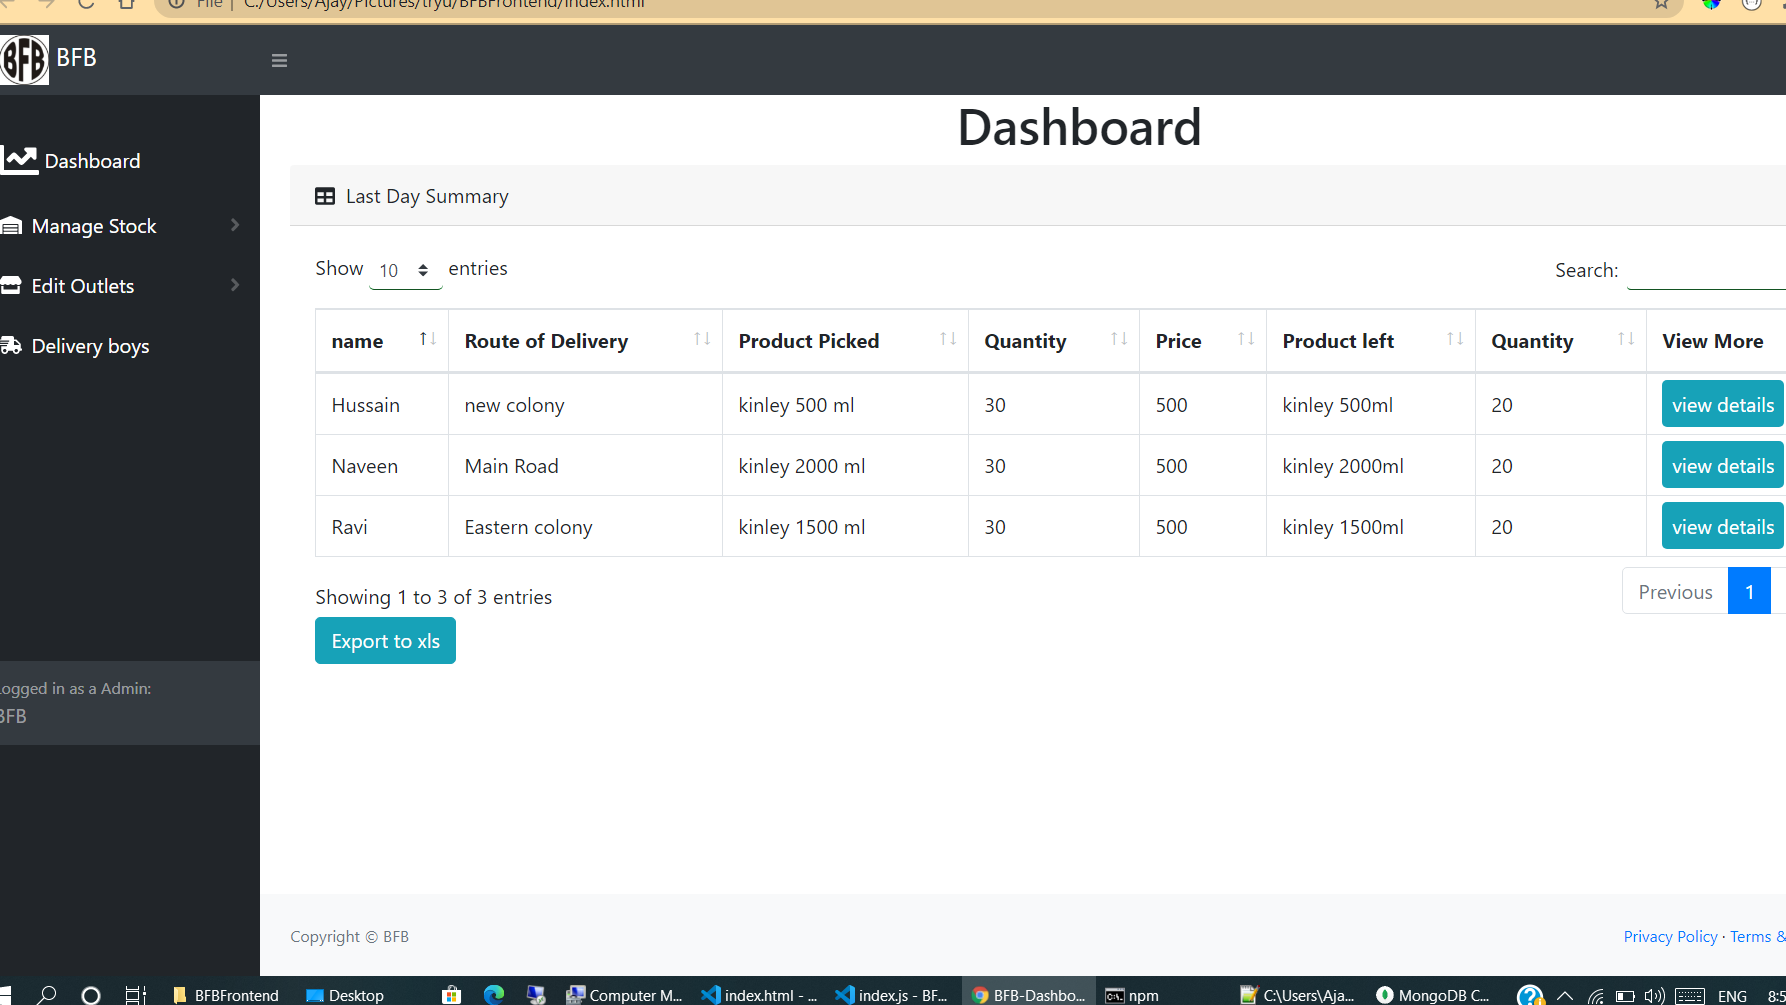 File | C:/Users/Ajay/Pictures/tryu/BFBFrontend/index.html
BFB BFB
Dashboard
Manage Stock
Edit Outlets
Delivery boys
Logged in as a Admin:
BFB
Dashboard
Last Day Summary
Show 10 entries Search:
name Route of Delivery Product Picked Quantity Price Product left Quantity View More
Hussain new colony kinley 500 ml 30 500 kinley 500ml 20 view details
Naveen Main Road kinley 2000 ml 30 500 kinley 2000ml 20 view details
Ravi Eastern colony kinley 1500 ml 30 500 kinley 1500ml 20 view details
Showing 1 to 3 of 3 entries Previous 1
Export to xls
Copyright © BFB Privacy Policy · Terms &
BFBFrontend Desktop Computer M... index.html - ... index.js - BF... BFB-Dashbo... npm C:\Users\Aja... MongoDB C... ENG 8:5